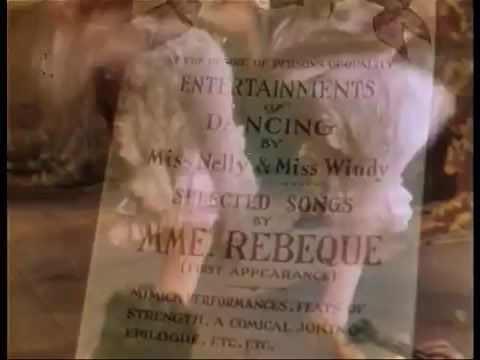 AT THE DESIRE OF PERSONS OF QUALITY
ENTERTAINMENTS
OF
DANCING
BY
Miss Nelly & Miss Windy
SELECTED SONGS
BY
MME. REBEQUE
(FIRST APPEARANCE)
MIMICK PERFORMANCES, FEATS OF
STRENGTH, A COMICAL JOKING
EPILOGUE, ETC. ETC.